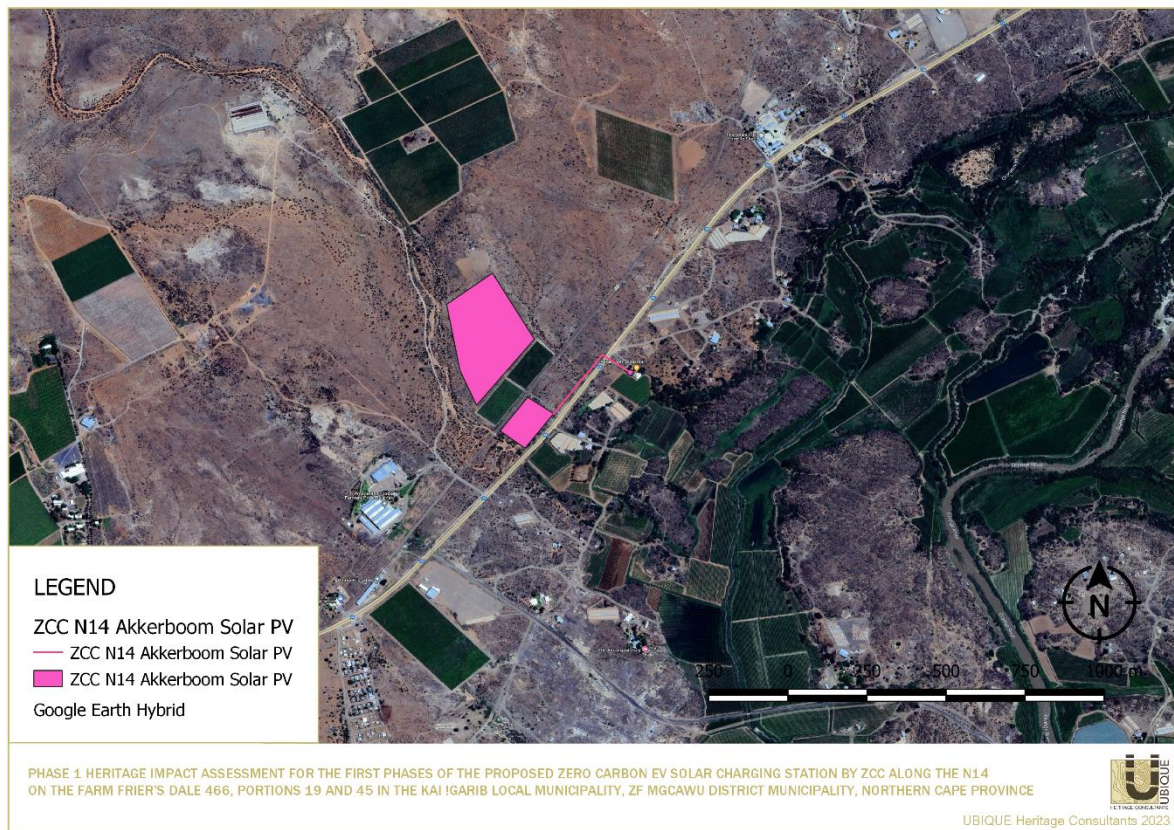 N
250 0 250 500 750 1000 m
LEGEND
ZCC N14 Akkerboom Solar PV
ZCC N14 Akkerboom Solar PV
ZCC N14 Akkerboom Solar PV
Google Earth Hybrid
PHASE 1 HERITAGE IMPACT ASSESSMENT FOR THE FIRST PHASES OF THE PROPOSED ZERO CARBON EV SOLAR CHARGING STATION BY ZCC ALONG THE N14
ON THE FARM FRIER'S DALE 466, PORTIONS 19 AND 45 IN THE KAI !GARIB LOCAL MUNICIPALITY, ZF MGCAWU DISTRICT MUNICIPALITY, NORTHERN CAPE PROVINCE
UBIQUE
HERITAGE CONSULTANTS
UBIQUE Heritage Consultants 2023